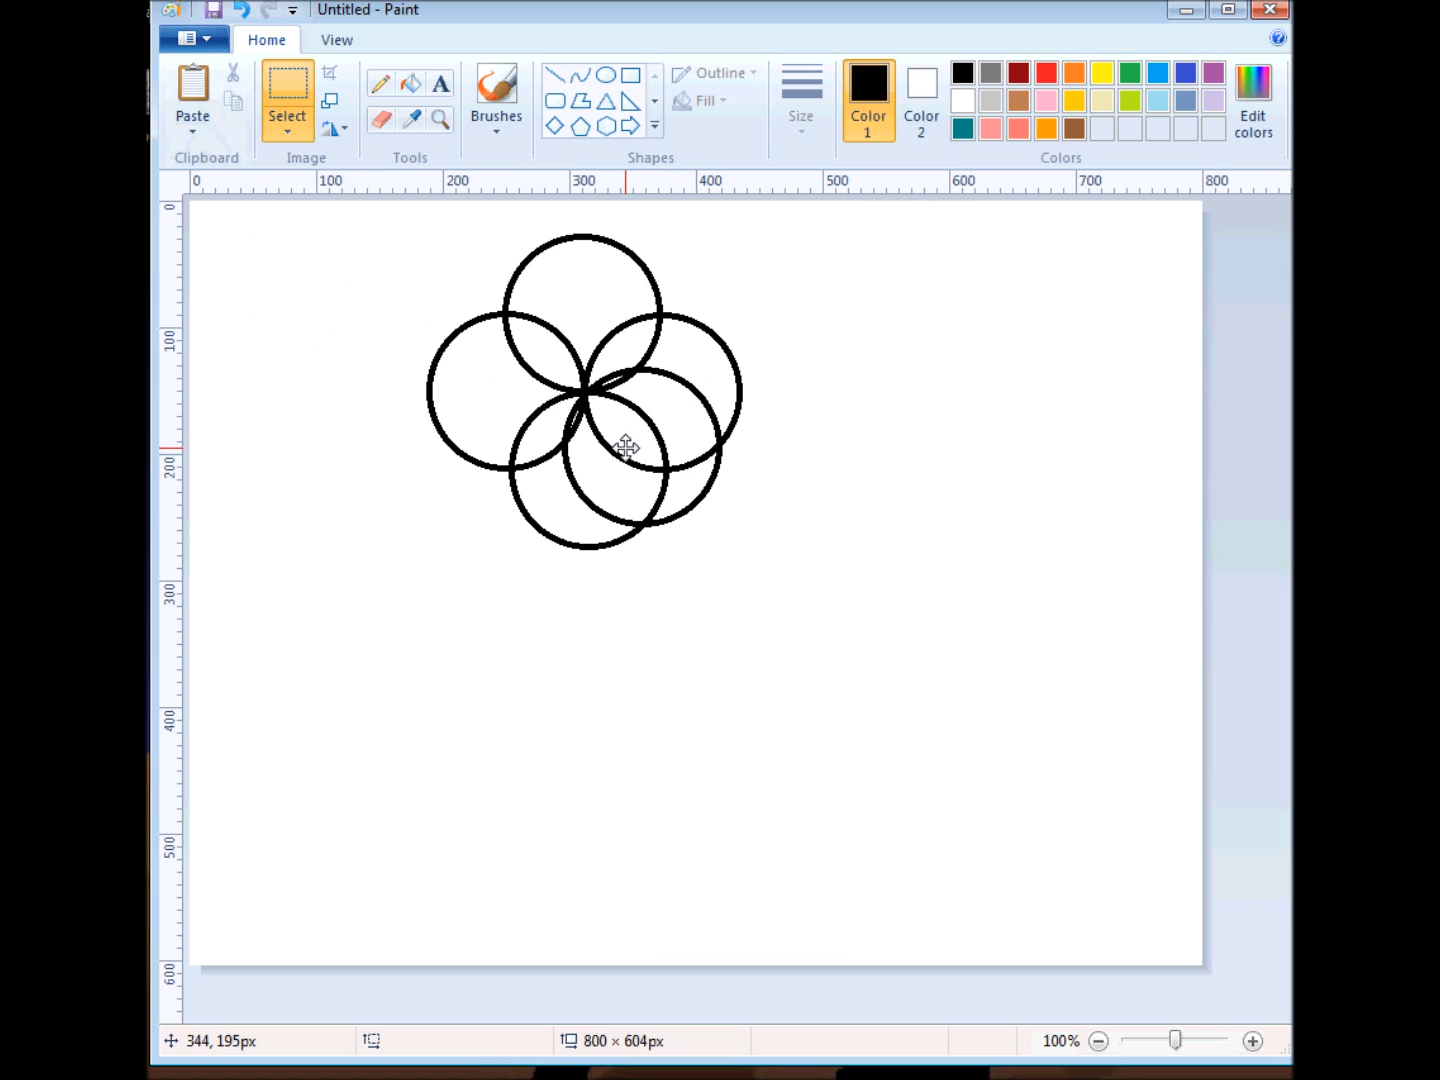 Untitled - Paint
Home View
Paste
Select
A
Brushes
Outline
Fill
Size
Color 1
Color 2
Edit colors
Clipboard Image Tools Shapes Colors
0 100 200 300 400 500 600 700 800
0
100
200
300
400
500
600
344, 195px
800 × 604px
100%